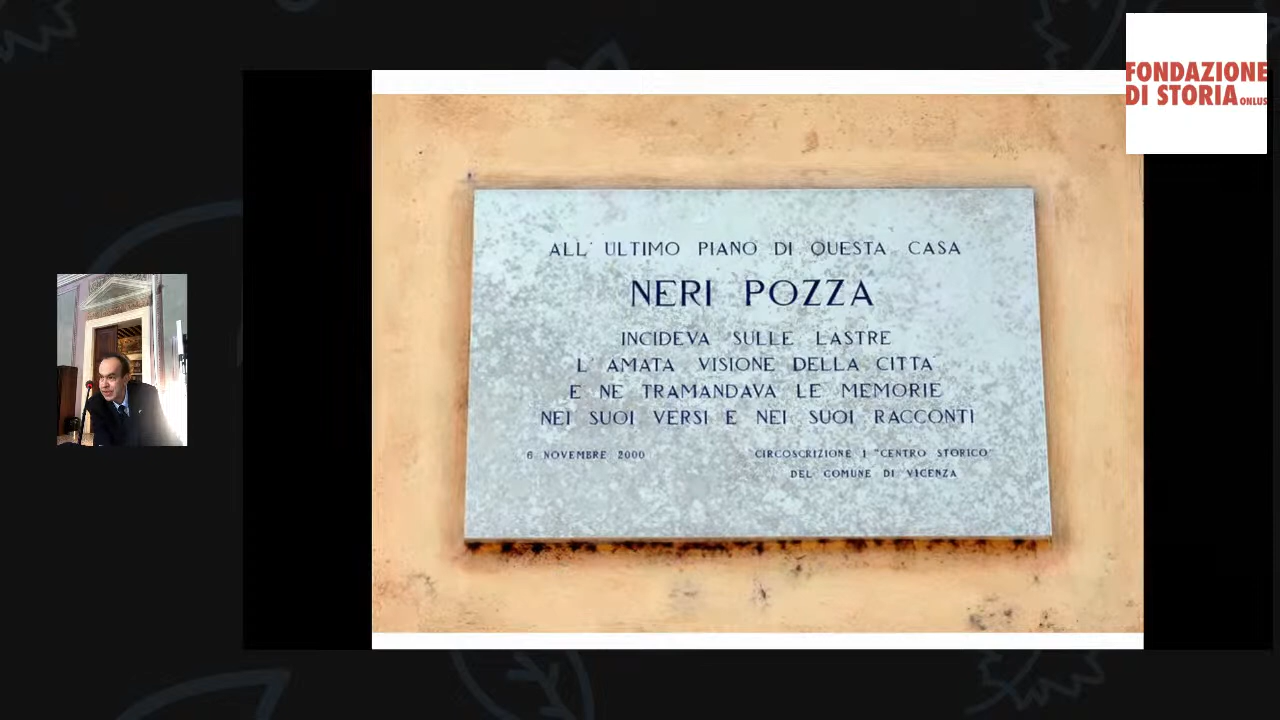 FONDAZIONE
DI STORIA ONLUS
ALL' ULTIMO PIANO DI QUESTA CASA
NERI POZZA
INCIDEVA SULLE LASTRE
L' AMATA VISIONE DELLA CITTA'
E NE TRAMANDAVA LE MEMORIE
NEI SUOI VERSI E NEI SUOI RACCONTI
6 NOVEMBRE 2000
CIRCOSCRIZIONE 1 "CENTRO STORICO"
DEL COMUNE DI VICENZA